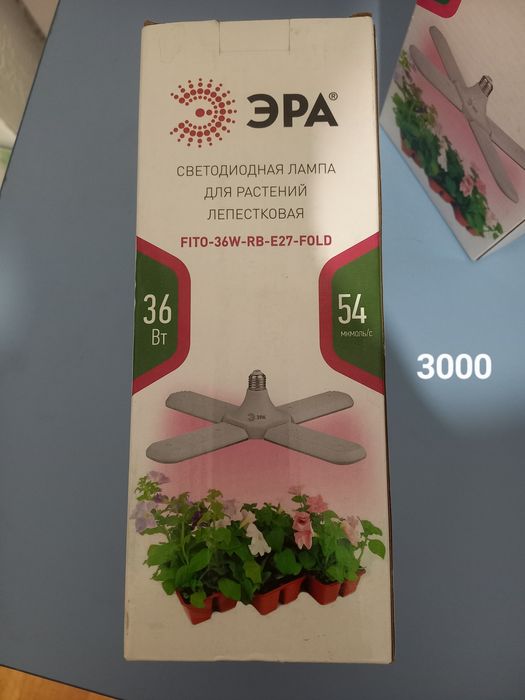 ЭРА®
СВЕТОДИОДНАЯ ЛАМПА
ДЛЯ РАСТЕНИЙ
ЛЕПЕСТКОВАЯ
FITO-36W-RB-E27-FOLD
36
Вт
54
мкмоль/с
3000
ЭРА